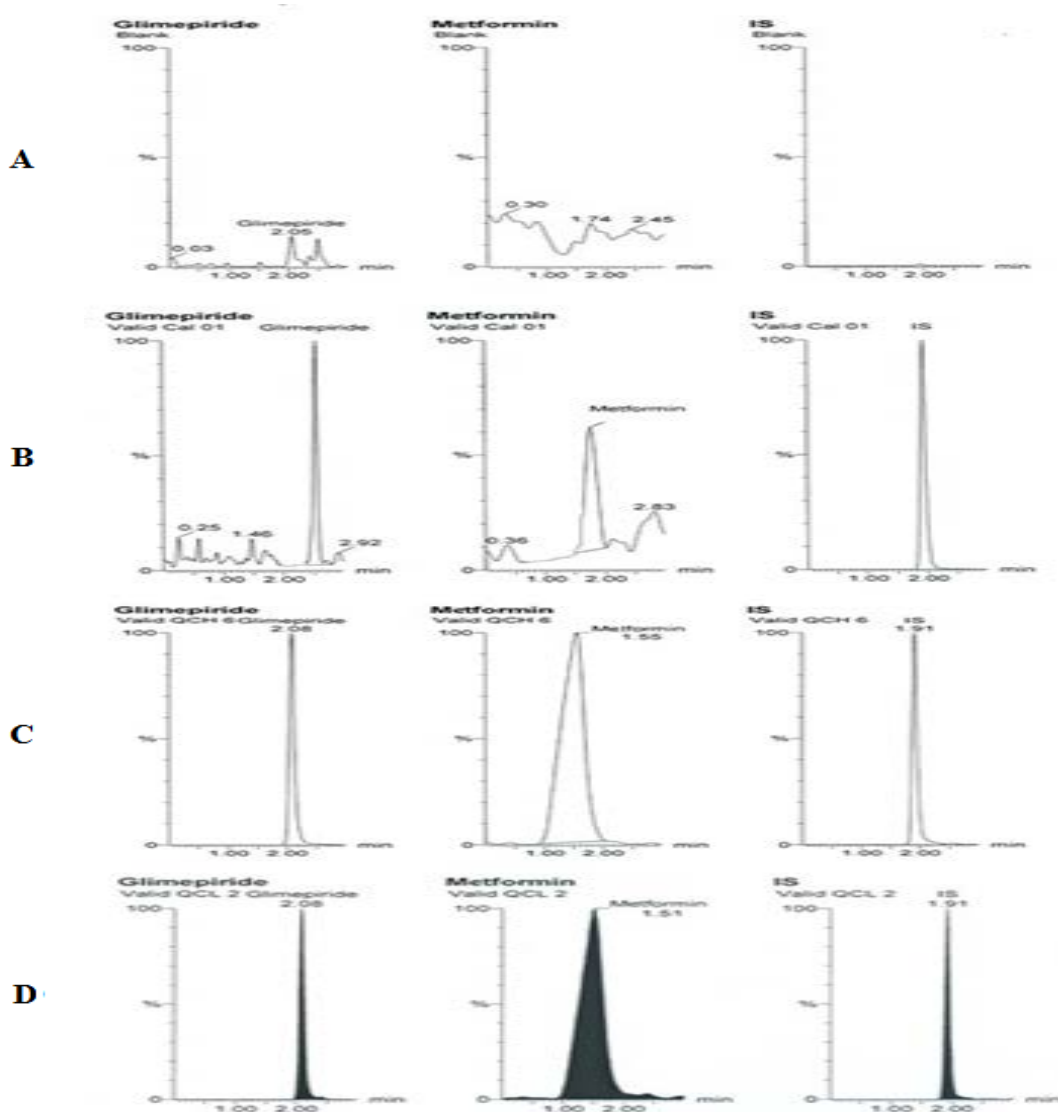 Glimepiride Metformin IS
Blank Blank Blank
100 100 100
A
% % %
0.30
Glimepiride 1.74 2.45
2.05
0.03
0 0 0
1.00 2.00 min 1.00 2.00 min 1.00 2.00 min
Glimepiride Metformin IS
Valid Cal 01 Glimepiride Valid Cal 01 Valid Cal 01 IS
100 100 100
Metformin
B
% % %
0.25 1.46 2.83
2.92 0.36
0 0 0
1.00 2.00 min 1.00 2.00 min 1.00 2.00 min
Glimepiride Metformin IS
Valid QCH 6 Glimepiride Valid QCH 6 Metformin Valid QCH 6 IS
2.08 1.55 1.91
100 100 100
C
% % %
0 0 0
1.00 2.00 min 1.00 2.00 min 1.00 2.00 min
Glimepiride Metformin IS
Valid QCL 2 Glimepiride Valid QCL 2 Metformin Valid QCL 2 IS
2.08 1.51 1.91
100 100 100
D
% % %
0 0 0
1.00 2.00 min 1.00 2.00 min 1.00 2.00 min